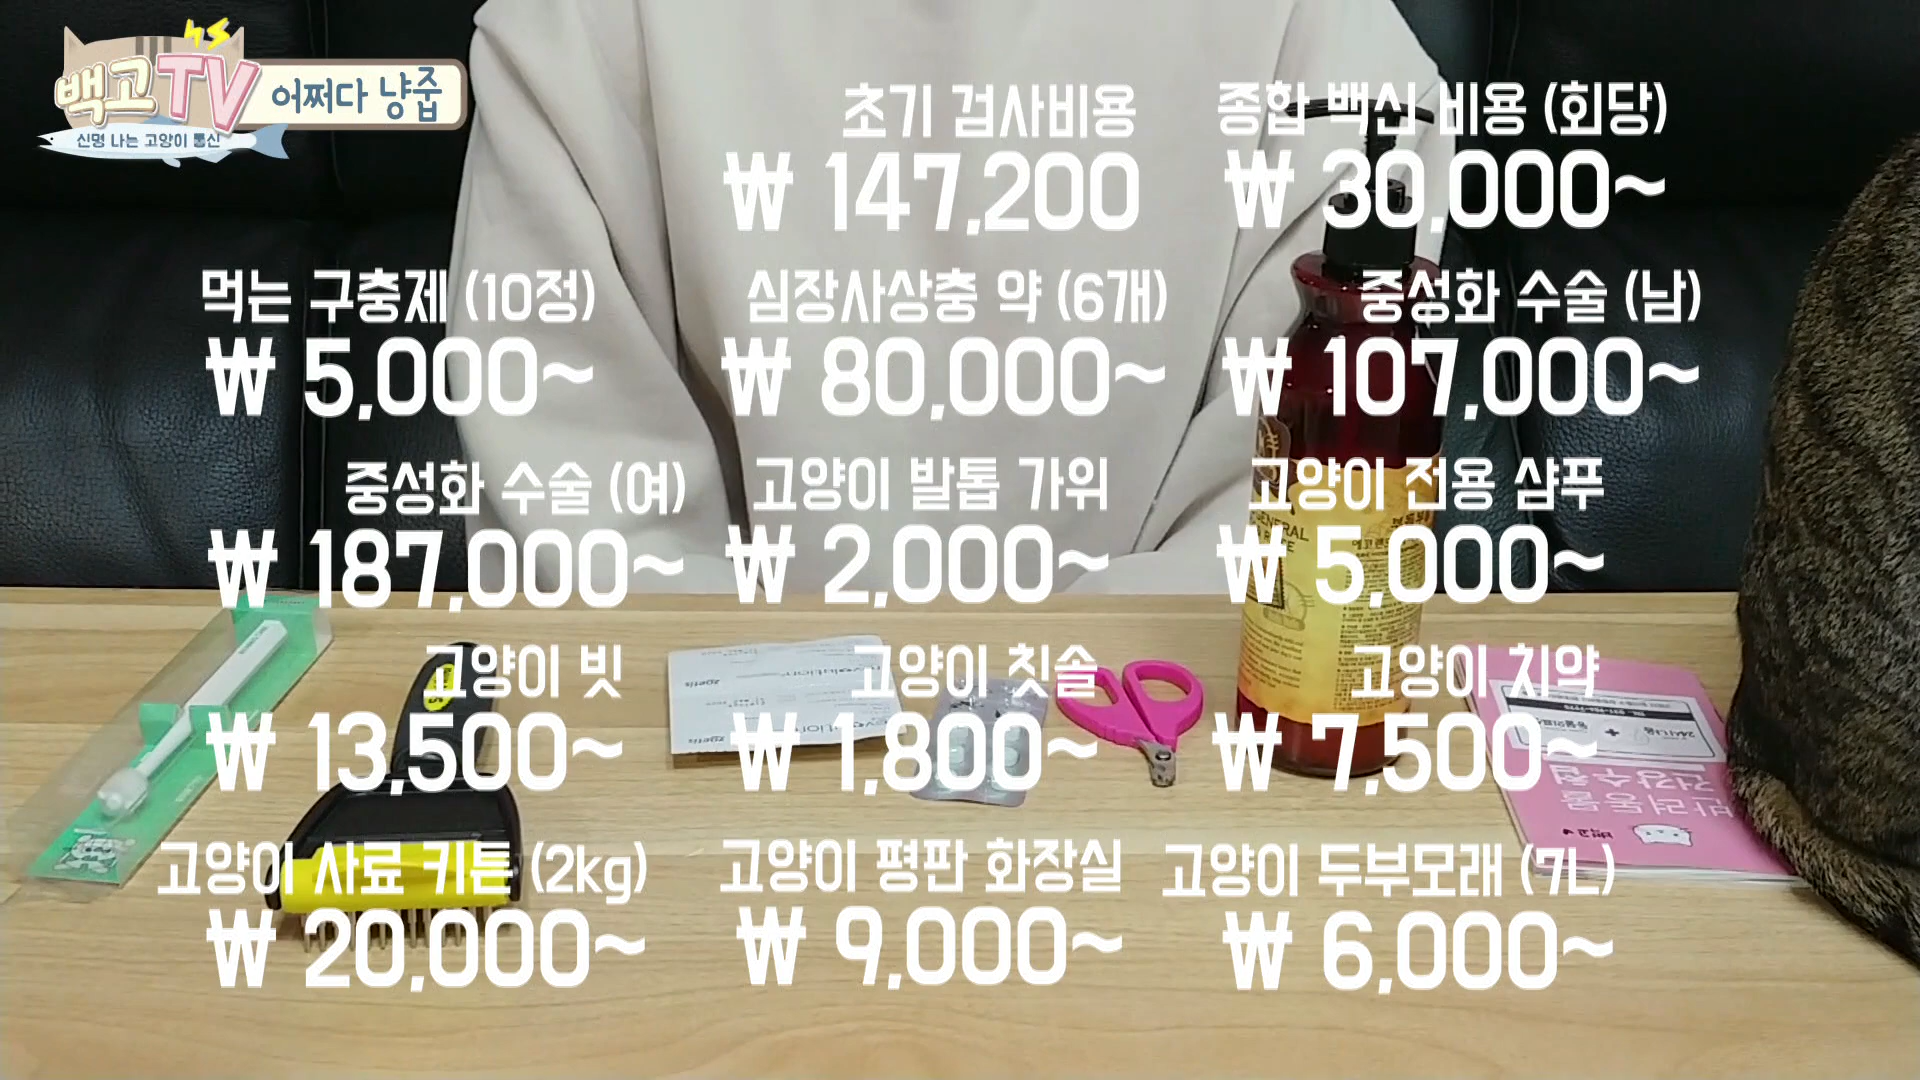 백고TV
어쩌다 냥줍
신명 나는 고양이 통신
초기 검사비용
₩ 147,200
종합 백신 비용 (회당)
₩ 30,000~
먹는 구충제 (10정)
₩ 5,000~
심장사상충 약 (6개)
₩ 80,000~
중성화 수술 (남)
₩ 107,000~
중성화 수술 (여)
₩ 187,000~
고양이 발톱 가위
₩ 2,000~
고양이 전용 샴푸
₩ 5,000~
고양이 빗
₩ 13,500~
고양이 칫솔
₩ 1,800~
고양이 치약
₩ 7,500~
고양이 사료 키튼 (2kg)
₩ 20,000~
고양이 평판 화장실
₩ 9,000~
고양이 두부모래 (7L)
₩ 6,000~
GENERAL
zoetis
zoetis